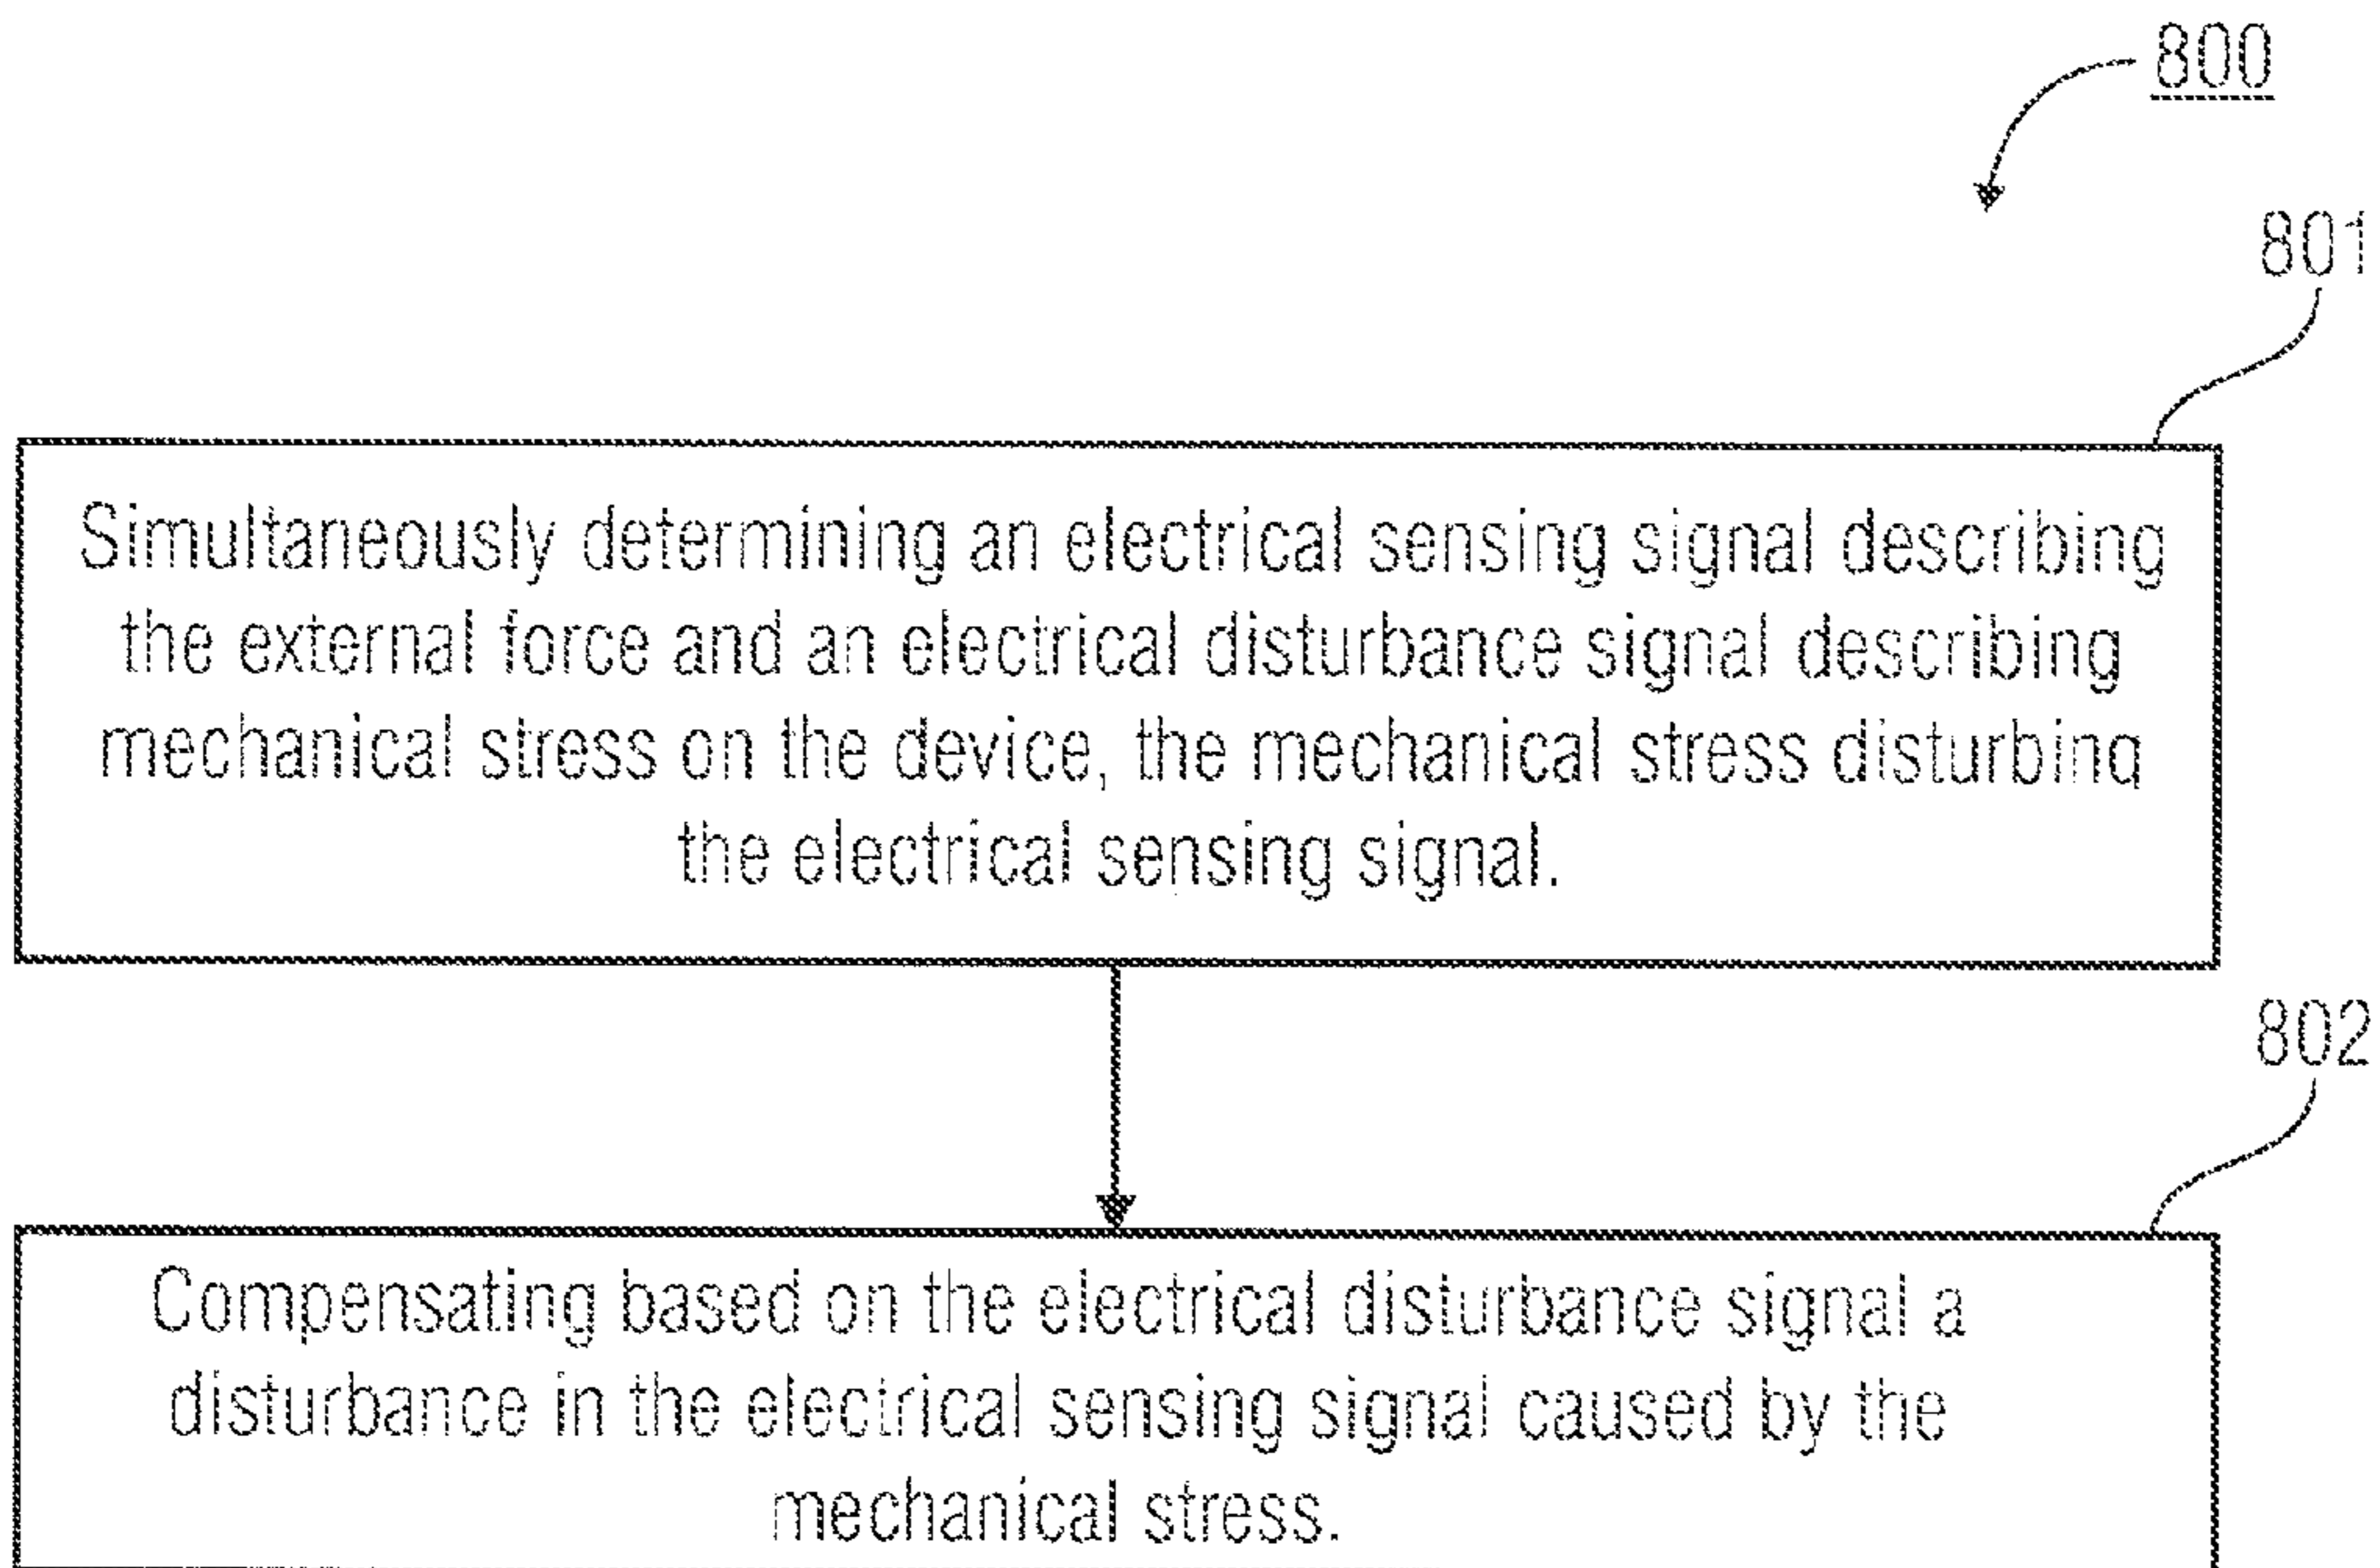 800
801
Simultaneously determining an electrical sensing signal describing
the external force and an electrical disturbance signal describing
mechanical stress on the device, the mechanical stress disturbing
the electrical sensing signal.
802
Compensating based on the electrical disturbance signal a
disturbance in the electrical sensing signal caused by the
mechanical stress.